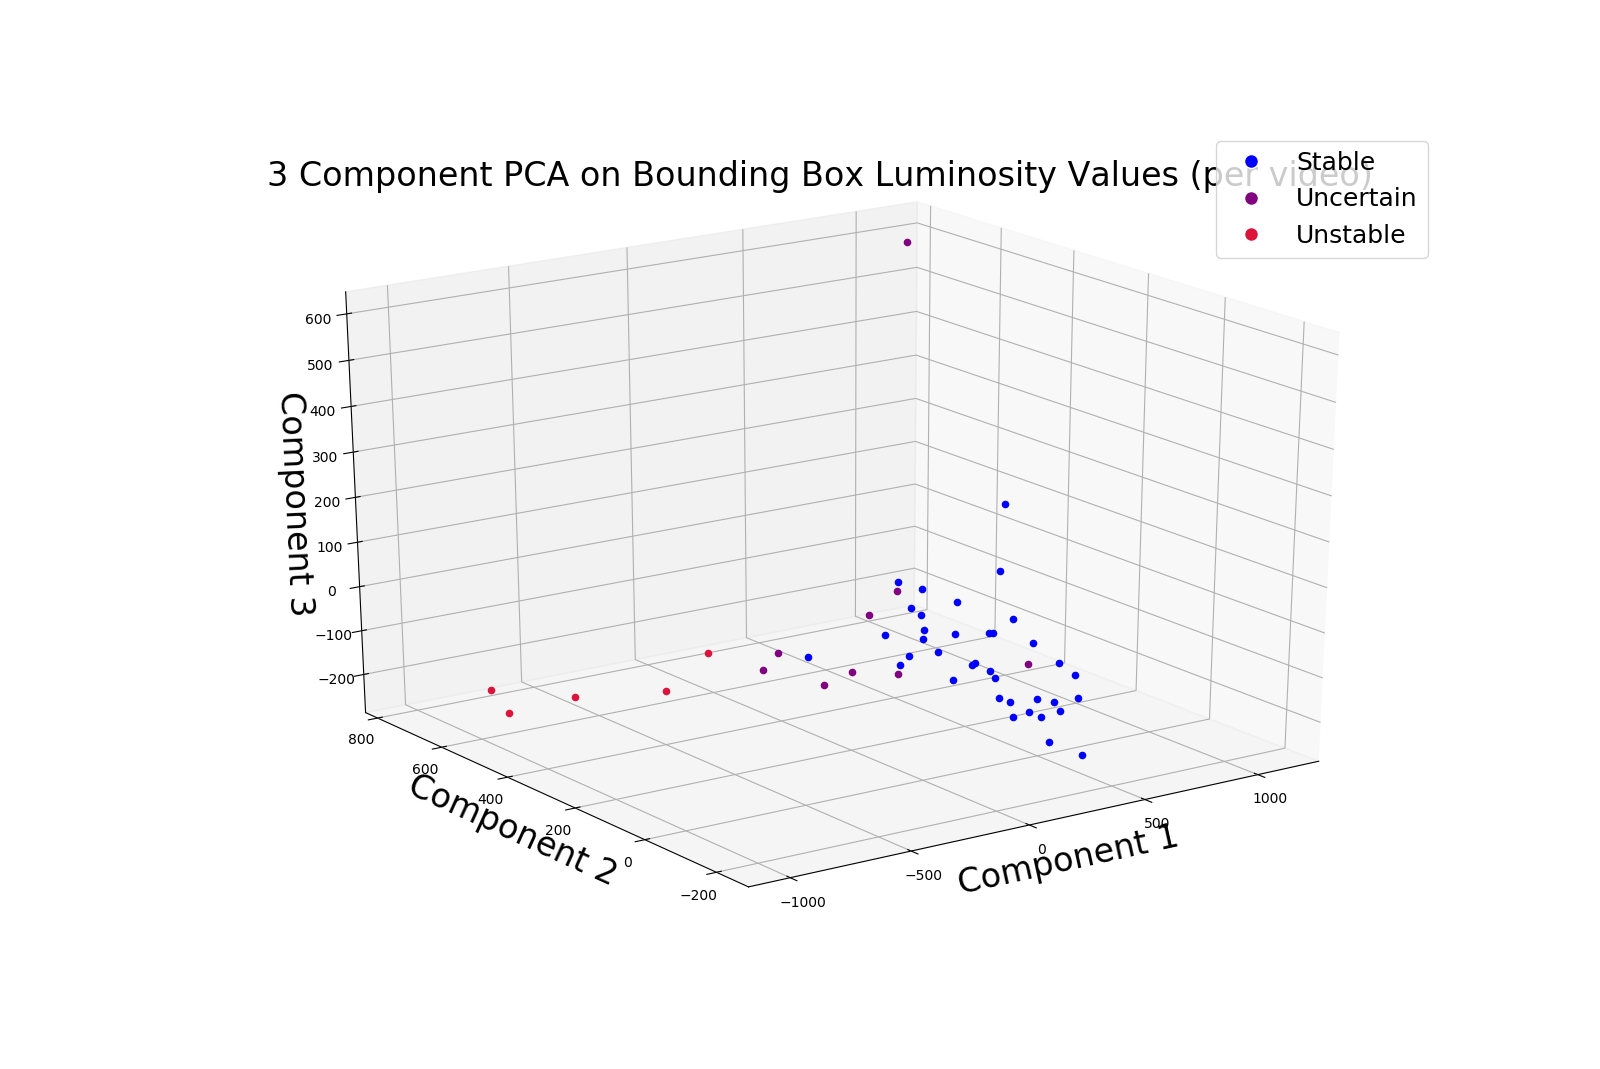 3 Component PCA on Bounding Box Luminosity Values (per video)
Stable
Uncertain
Unstable
600
500
400
300
200
100
0
−100
−200
Component 3
800
600
400
200
0
−200
Component 2
−1000
−500
0
500
1000
Component 1